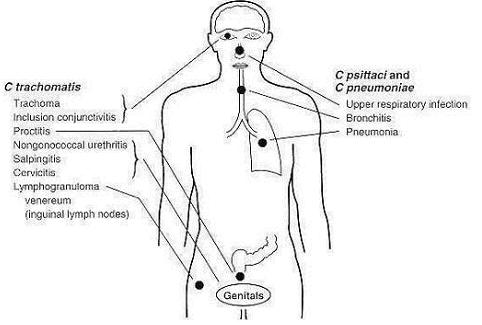 C trachomatis
Trachoma
Inclusion conjunctivitis
Proctitis
Nongonococcal urethritis
Salpingitis
Cervicitis
Lymphogranuloma
venereum
(inguinal lymph nodes)
C psittaci and
C pneumoniae
Upper respiratory infection
Bronchitis
Pneumonia
Genitals